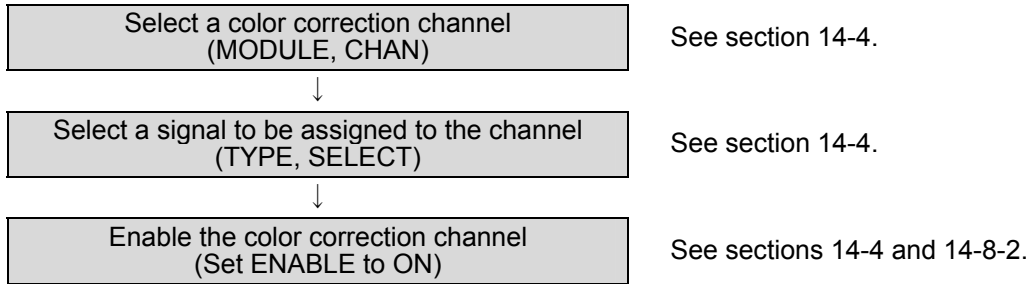 Select a color correction channel
(MODULE, CHAN)
See section 14-4.
↓
Select a signal to be assigned to the channel
(TYPE, SELECT)
See section 14-4.
↓
Enable the color correction channel
(Set ENABLE to ON)
See sections 14-4 and 14-8-2.